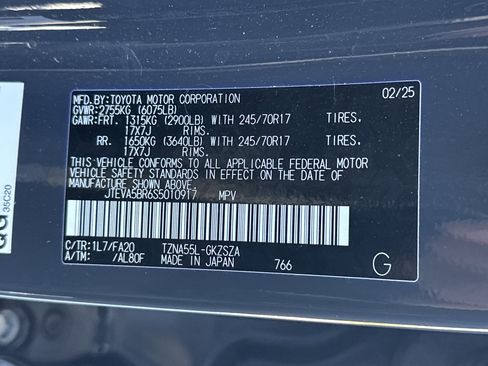 MFD.BY:TOYOTA MOTOR CORPORATION 02/25
GVWR:2755KG (6075LB)
GAWR:FRT. 1315KG (2900LB) WITH 245/70R17 TIRES.
17X7J RIMS.
RR. 1650KG (3640LB) WITH 245/70R17 TIRES.
17X7J RIMS.
THIS VEHICLE CONFORMS TO ALL APPLICABLE FEDERAL MOTOR
VEHICLE SAFETY STANDARDS IN EFFECT ON THE DATE OF
MANUFACTURE SHOWN ABOVE.
JTEVA5BR6S5010917 MPV
C/TR:1L7/FA20 TZNA55L-GKZSZA
A/TM: /AL80F MADE IN JAPAN 766 G
35C20